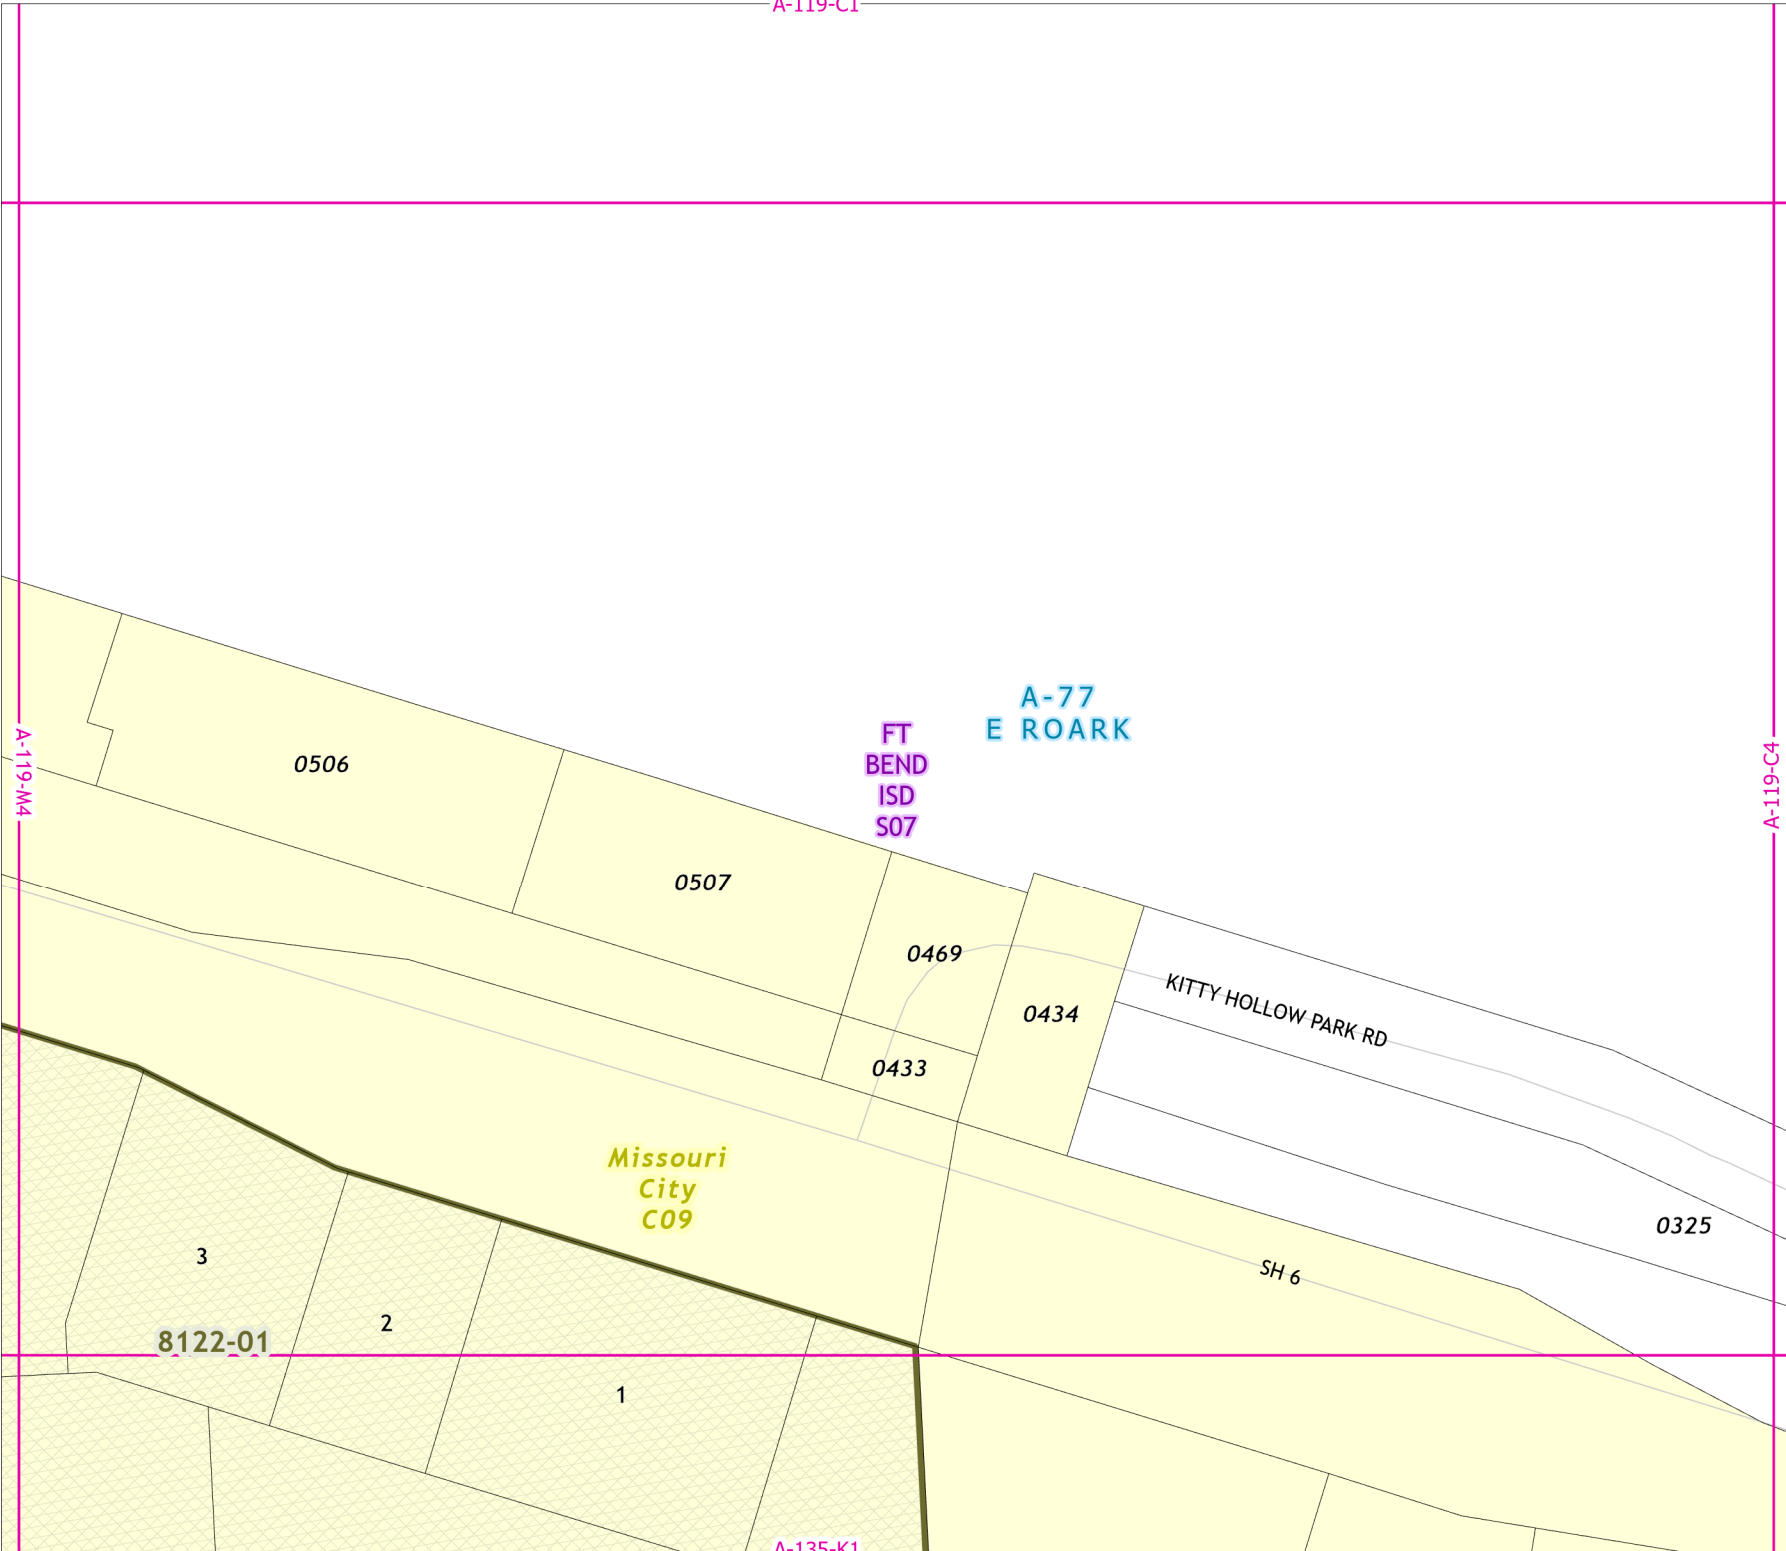 A-119-C1
A-77
E ROARK
FT
BEND
ISD
S07
A-119-M4
A-119-C4
0506
0507
0469
0434
KITTY HOLLOW PARK RD
0433
Missouri
City
C09
0325
3
SH 6
2
8122-01
1
A-135-K1